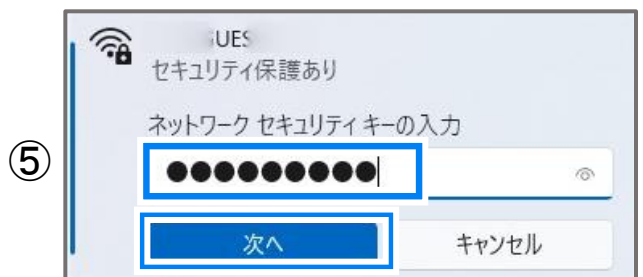 セキュリティ保護あり
ネットワーク セキュリティ キーの入力
⑤
●●●●●●●●●
次へ
キャンセル